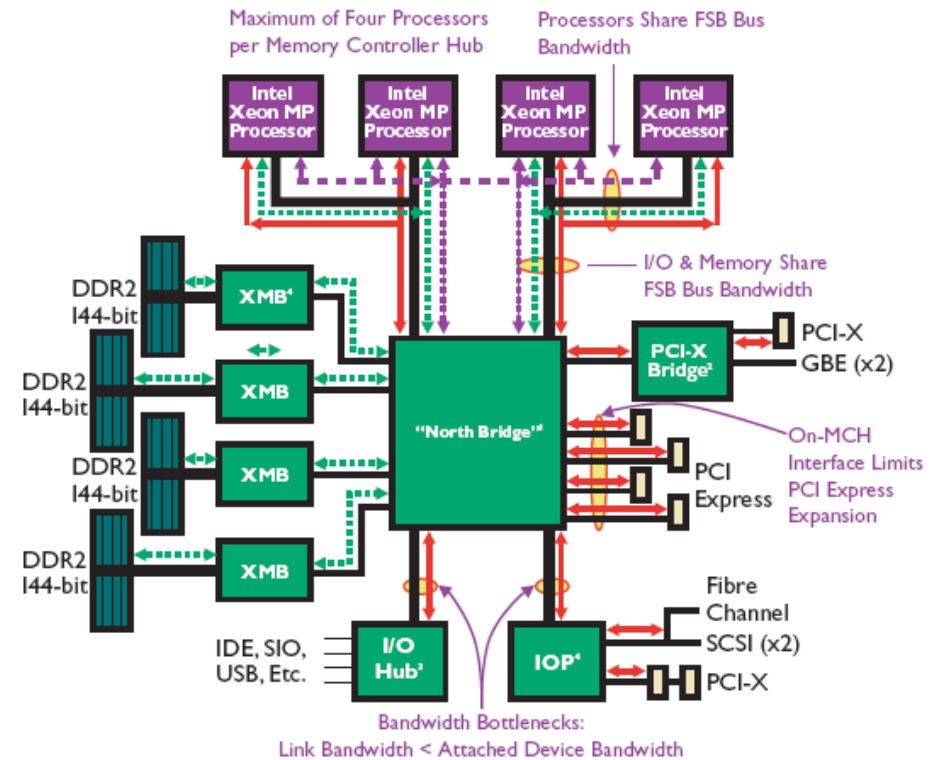 Maximum of Four Processors
per Memory Controller Hub
Processors Share FSB Bus
Bandwidth
Intel
Xeon MP
Processor
Intel
Xeon MP
Processor
Intel
Xeon MP
Processor
Intel
Xeon MP
Processor
I/O & Memory Share
FSB Bus Bandwidth
DDR2
144-bit
XMB⁴
DDR2
144-bit
XMB
DDR2
144-bit
XMB
DDR2
144-bit
XMB
"North Bridge"
PCI-X
Bridge²
PCI-X
GBE (x2)
On-MCH
Interface Limits
PCI Express
Expansion
PCI
Express
IDE, SIO,
USB, Etc.
I/O
Hub³
IOP⁴
Fibre
Channel
SCSI (x2)
PCI-X
Bandwidth Bottlenecks:
Link Bandwidth < Attached Device Bandwidth